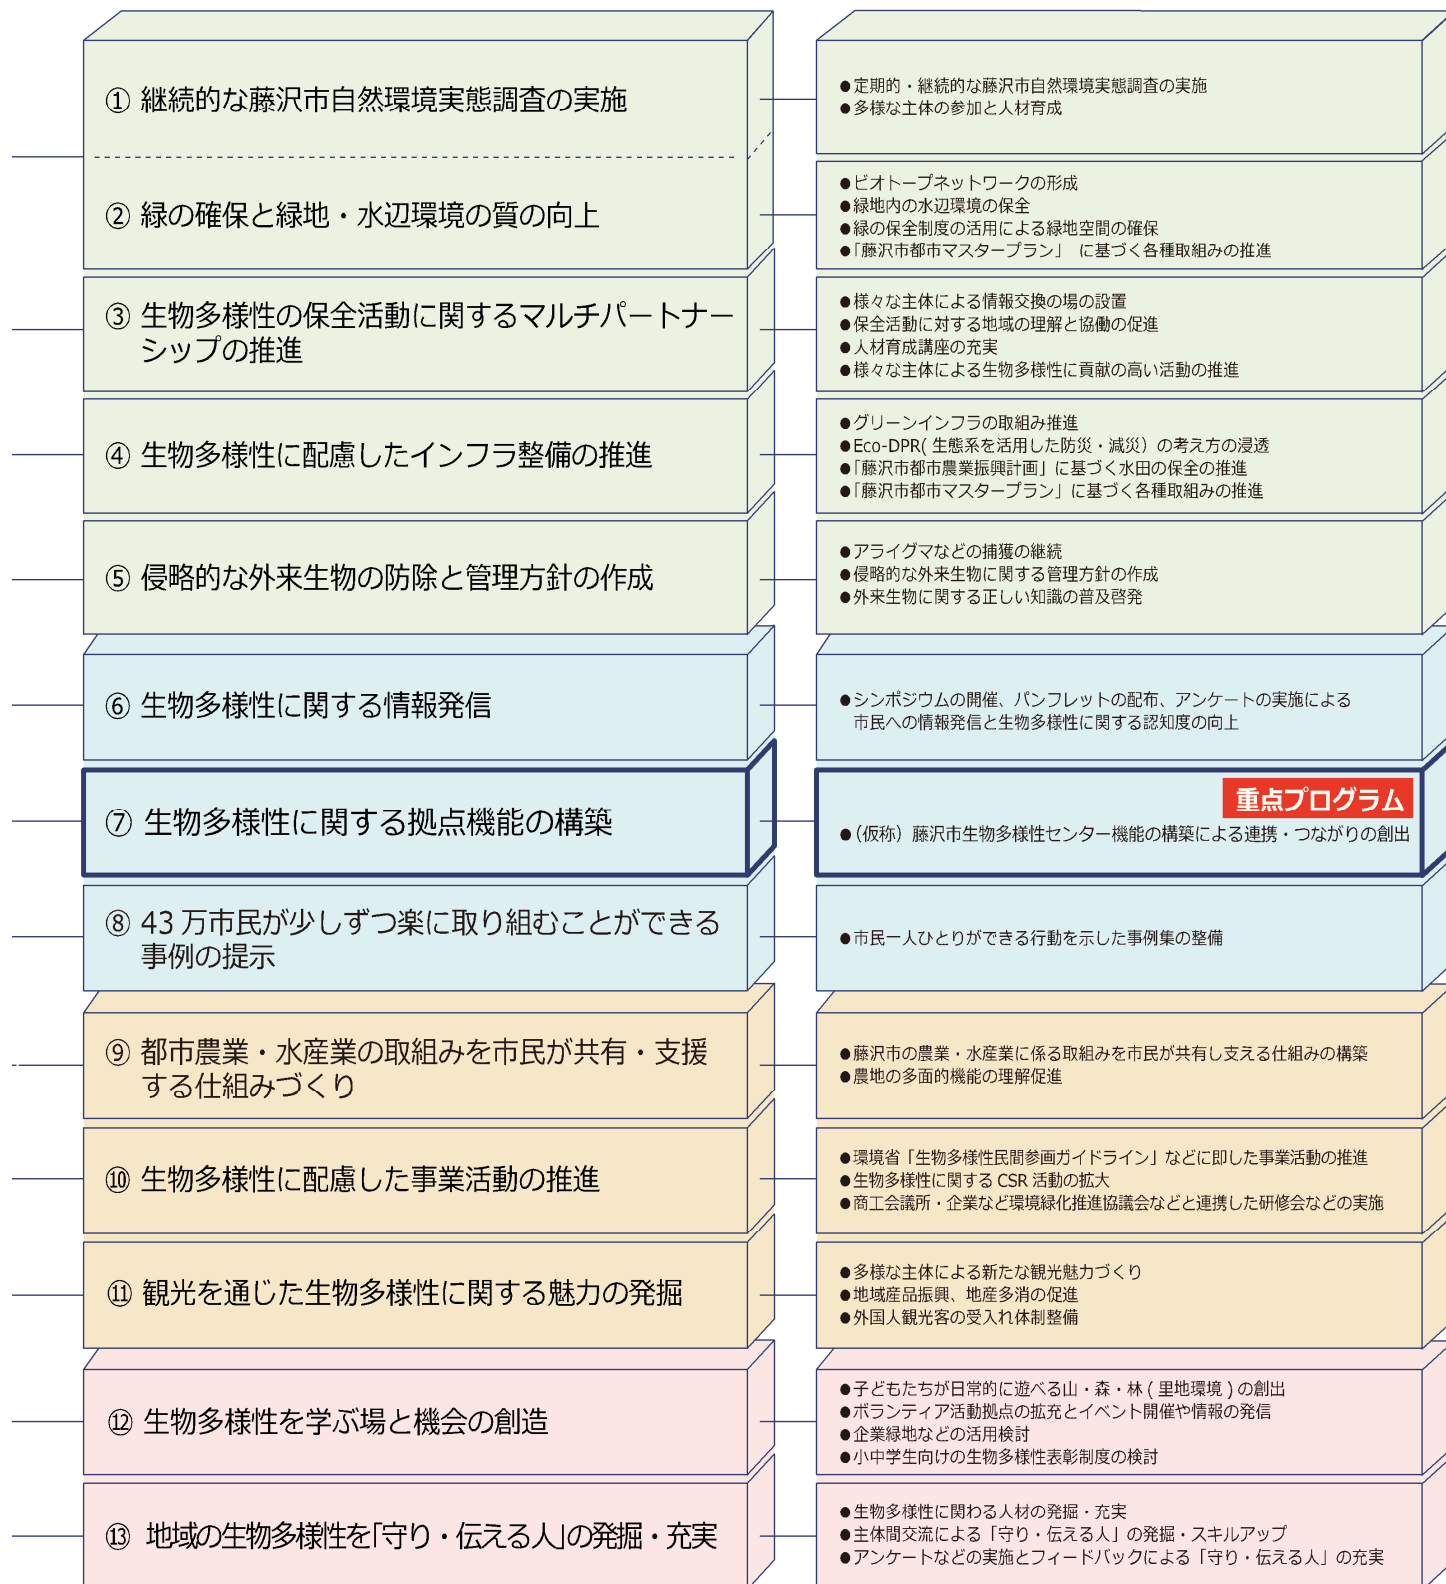 ① 継続的な藤沢市自然環境実態調査の実施
●定期的・継続的な藤沢市自然環境実態調査の実施
●多様な主体の参加と人材育成
② 緑の確保と緑地・水辺環境の質の向上
●ビオトープネットワークの形成
●緑地内の水辺環境の保全
●緑の保全制度の活用による緑地空間の確保
●「藤沢市都市マスタープラン」 に基づく各種取組みの推進
③ 生物多様性の保全活動に関するマルチパートナー
シップの推進
●様々な主体による情報交換の場の設置
●保全活動に対する地域の理解と協働の促進
●人材育成講座の充実
●様々な主体による生物多様性に貢献の高い活動の推進
④ 生物多様性に配慮したインフラ整備の推進
●グリーンインフラの取組み推進
●Eco-DPR( 生態系を活用した防災・減災）の考え方の浸透
●「藤沢市都市農業振興計画」に基づく水田の保全の推進
●「藤沢市都市マスタープラン」に基づく各種取組みの推進
⑤ 侵略的な外来生物の防除と管理方針の作成
●アライグマなどの捕獲の継続
●侵略的な外来生物に関する管理方針の作成
●外来生物に関する正しい知識の普及啓発
⑥ 生物多様性に関する情報発信
●シンポジウムの開催、パンフレットの配布、アンケートの実施による
市民への情報発信と生物多様性に関する認知度の向上
⑦ 生物多様性に関する拠点機能の構築
重点プログラム
●（仮称）藤沢市生物多様性センター機能の構築による連携・つながりの創出
⑧ 43 万市民が少しずつ楽に取り組むことができる
事例の提示
●市民一人ひとりができる行動を示した事例集の整備
⑨ 都市農業・水産業の取組みを市民が共有・支援
する仕組みづくり
●藤沢市の農業・水産業に係る取組みを市民が共有し支える仕組みの構築
●農地の多面的機能の理解促進
⑩ 生物多様性に配慮した事業活動の推進
●環境省「生物多様性民間参画ガイドライン」などに即した事業活動の推進
●生物多様性に関する CSR 活動の拡大
●商工会議所・企業など環境緑化推進協議会などと連携した研修会などの実施
⑪ 観光を通じた生物多様性に関する魅力の発掘
●多様な主体による新たな観光魅力づくり
●地域産品振興、地産多消の促進
●外国人観光客の受入れ体制整備
⑫ 生物多様性を学ぶ場と機会の創造
●子どもたちが日常的に遊べる山・森・林 ( 里地環境 ) の創出
●ボランティア活動拠点の拡充とイベント開催や情報の発信
●企業緑地などの活用検討
●小中学生向けの生物多様性表彰制度の検討
⑬ 地域の生物多様性を「守り・伝える人」の発掘・充実
●生物多様性に関わる人材の発掘・充実
●主体間交流による「守り・伝える人」の発掘・スキルアップ
●アンケートなどの実施とフィードバックによる「守り・伝える人」の充実